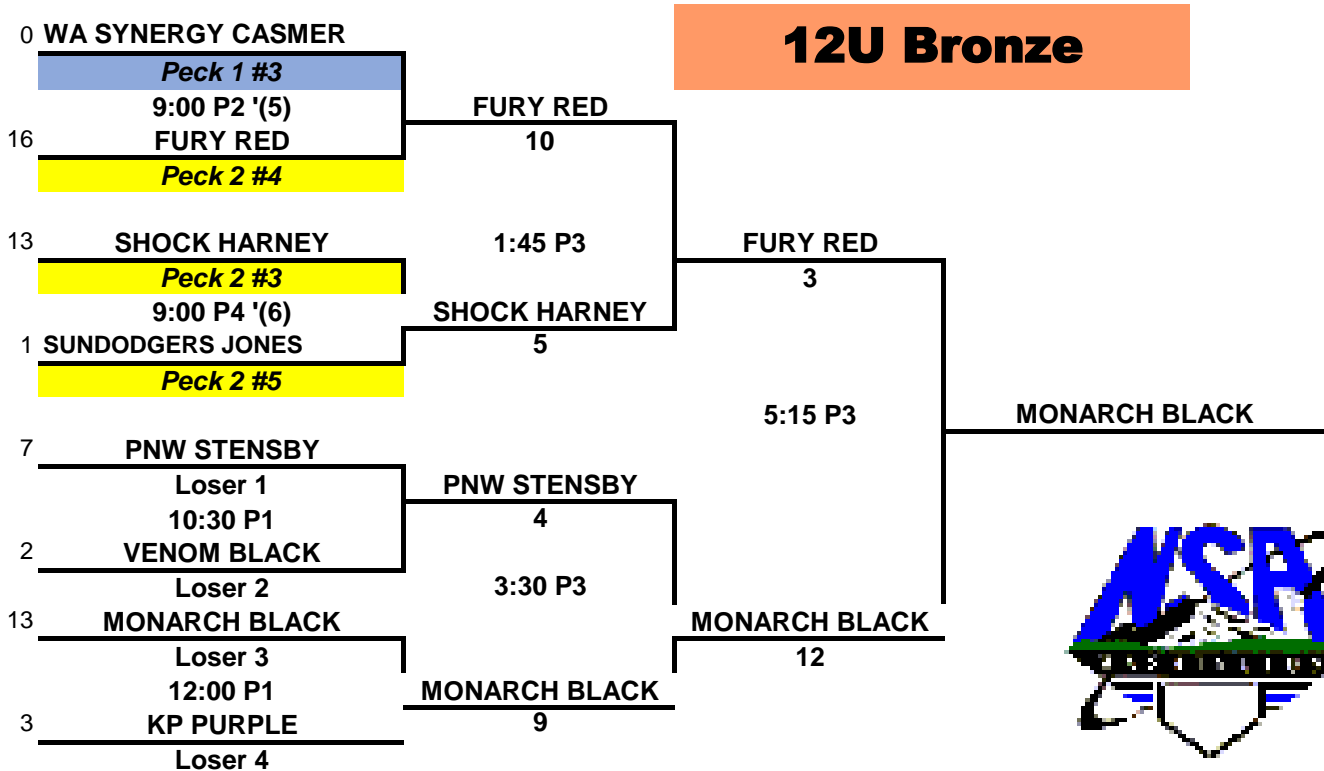 12U Bronze
0 WA SYNERGY CASMER
Peck 1 #3
9:00 P2 '(5)
16 FURY RED
Peck 2 #4
FURY RED
10
13 SHOCK HARNEY
Peck 2 #3
9:00 P4 '(6)
1 SUNDODGERS JONES
Peck 2 #5
1:45 P3
SHOCK HARNEY
5
FURY RED
3
7 PNW STENSBY
Loser 1
10:30 P1
2 VENOM BLACK
Loser 2
PNW STENSBY
4
3:30 P3
13 MONARCH BLACK
Loser 3
12:00 P1
3 KP PURPLE
Loser 4
MONARCH BLACK
9
MONARCH BLACK
12
5:15 P3
MONARCH BLACK